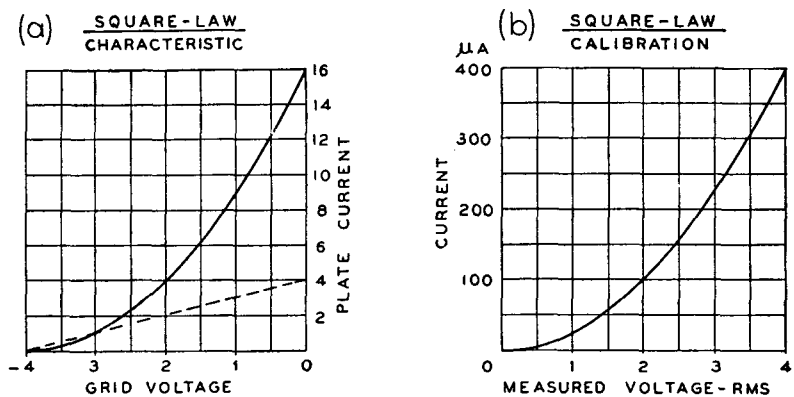 (a) SQUARE-LAW
CHARACTERISTIC
16
14
12
10
8
6
4
2
PLATE CURRENT
-4 3 2 1 0
GRID VOLTAGE
(b) SQUARE-LAW
CALIBRATION
μA
400
300
200
100
0
CURRENT
1 2 3 4
MEASURED VOLTAGE-RMS